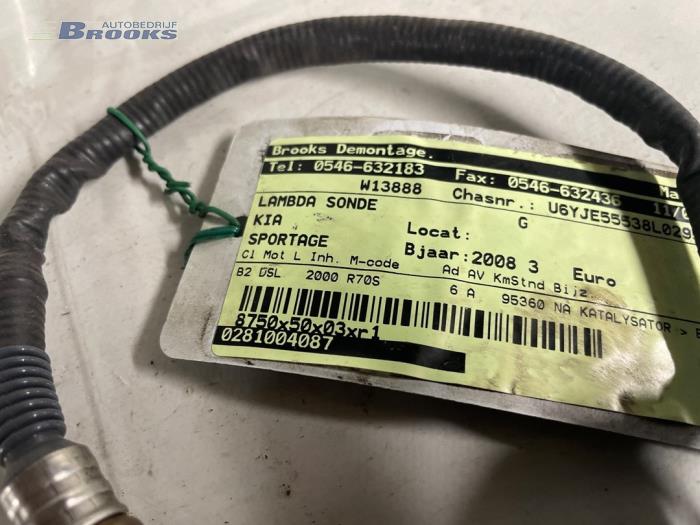 AUTOBEDRIJF
BROOKS
Brooks Demontage.
Tel: 0546-632183 Fax: 0546-632436
W13888 Chasnr.: U6YJE55538L029
LAMBDA SONDE G
KIA Locat:
SPORTAGE Bjaar:2008 3 Euro
Cl Mot L Inh. M-code Ad AV KmStnd Bijz
B2 DSL 2000 R70S 6 A 95360 NA KATALYSATOR >
8750x50x03xr1
0281004087